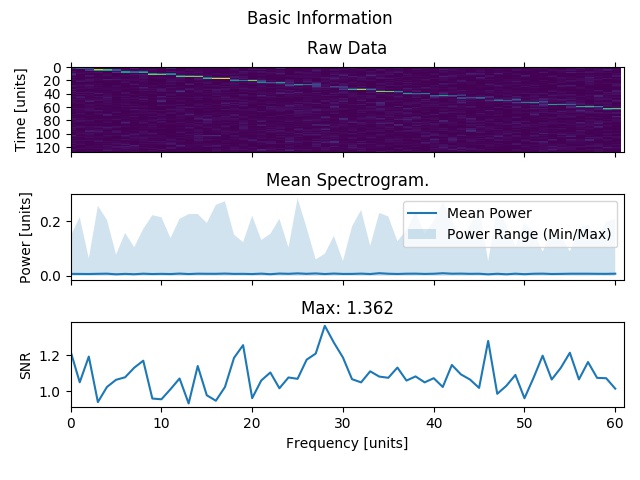 Basic Information
Raw Data
Time [units]
0
20
40
60
80
100
120
Mean Spectrogram.
Power [units]
0.2
0.0
Mean Power
Power Range (Min/Max)
Max: 1.362
SNR
1.2
1.0
0 10 20 30 40 50 60
Frequency [units]